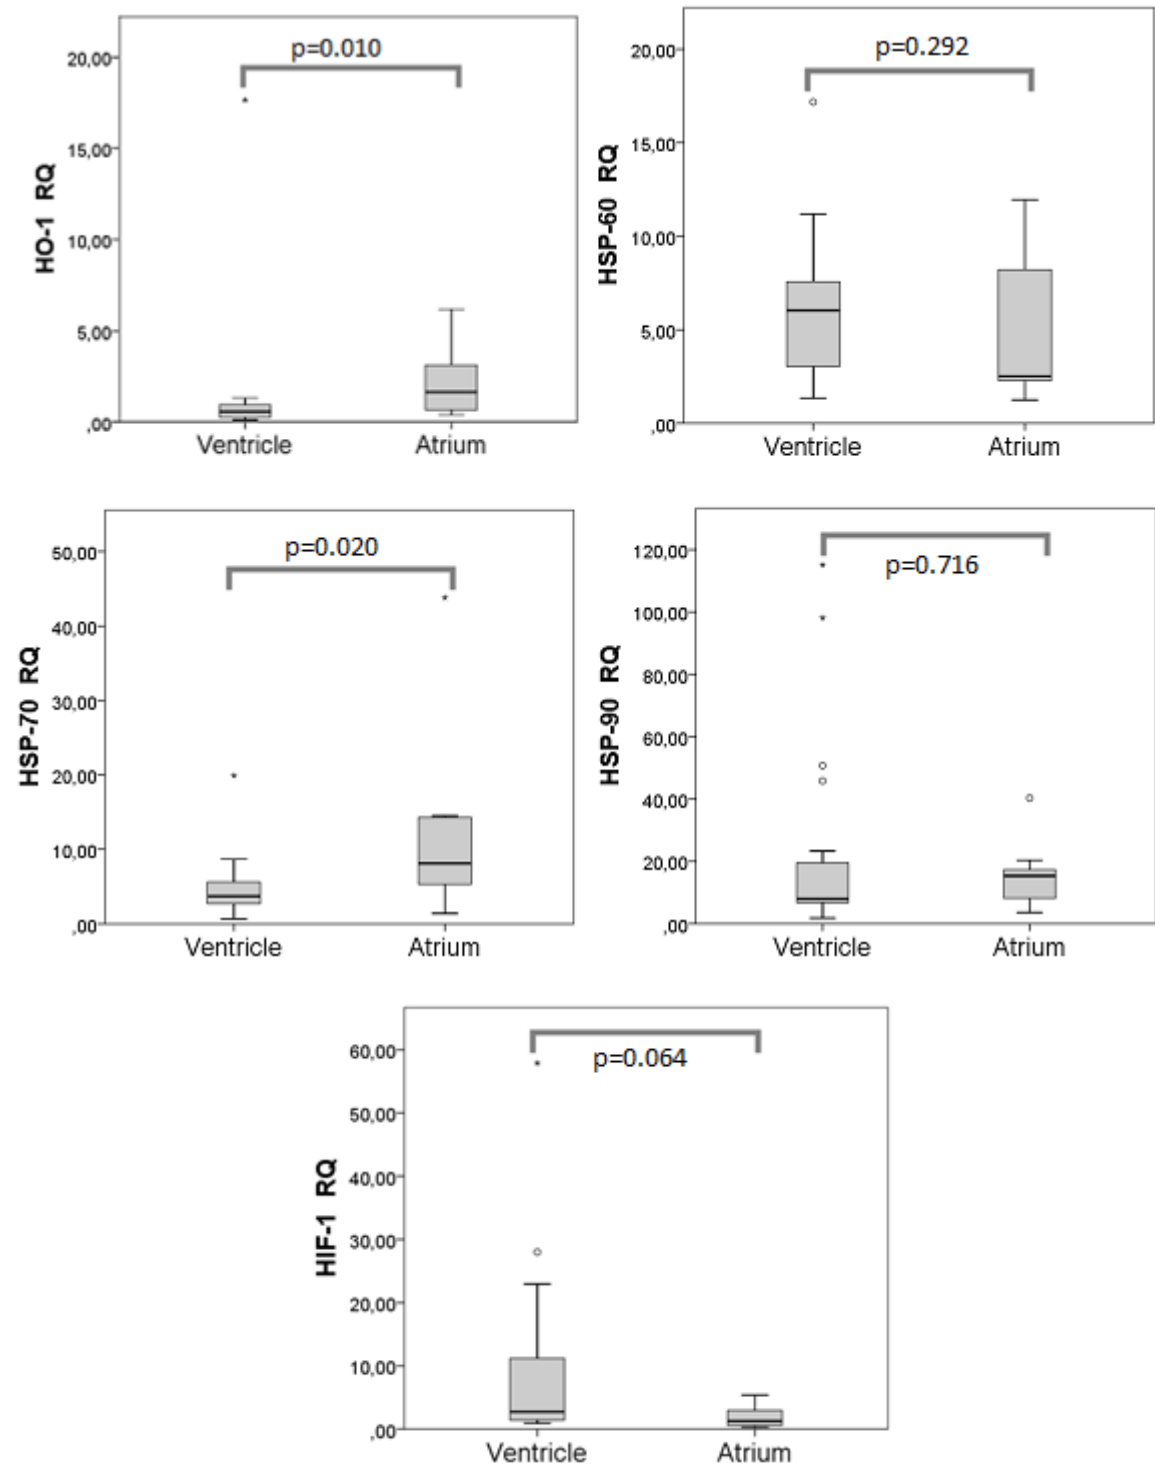 p=0.010
HO-1 RQ
20,00
15,00
10,00
5,00
,00
Ventricle Atrium
p=0.292
HSP-60 RQ
20,00
15,00
10,00
5,00
,00
Ventricle Atrium
p=0.020
HSP-70 RQ
50,00
40,00
30,00
20,00
10,00
,00
Ventricle Atrium
p=0.716
HSP-90 RQ
120,00
100,00
80,00
60,00
40,00
20,00
,00
Ventricle Atrium
p=0.064
HIF-1 RQ
60,00
50,00
40,00
30,00
20,00
10,00
,00
Ventricle Atrium